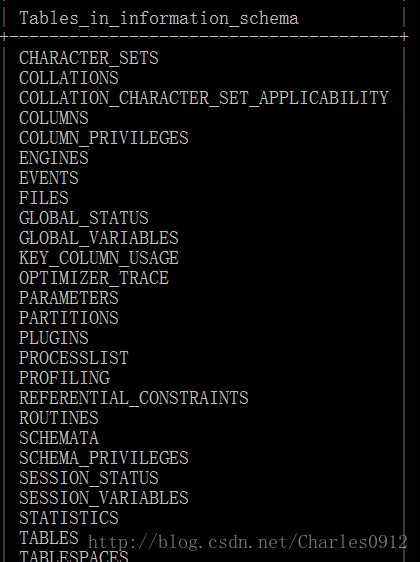 Tables_in_information_schema
CHARACTER_SETS
COLLATIONS
COLLATION_CHARACTER_SET_APPLICABILITY
COLUMNS
COLUMN_PRIVILEGES
ENGINES
EVENTS
FILES
GLOBAL_STATUS
GLOBAL_VARIABLES
KEY_COLUMN_USAGE
OPTIMIZER_TRACE
PARAMETERS
PARTITIONS
PLUGINS
PROCESSLIST
PROFILING
REFERENTIAL_CONSTRAINTS
ROUTINES
SCHEMATA
SCHEMA_PRIVILEGES
SESSION_STATUS
SESSION_VARIABLES
STATISTICS
TABLES http://blog.csdn.net/Charles0912
TABLESPACES